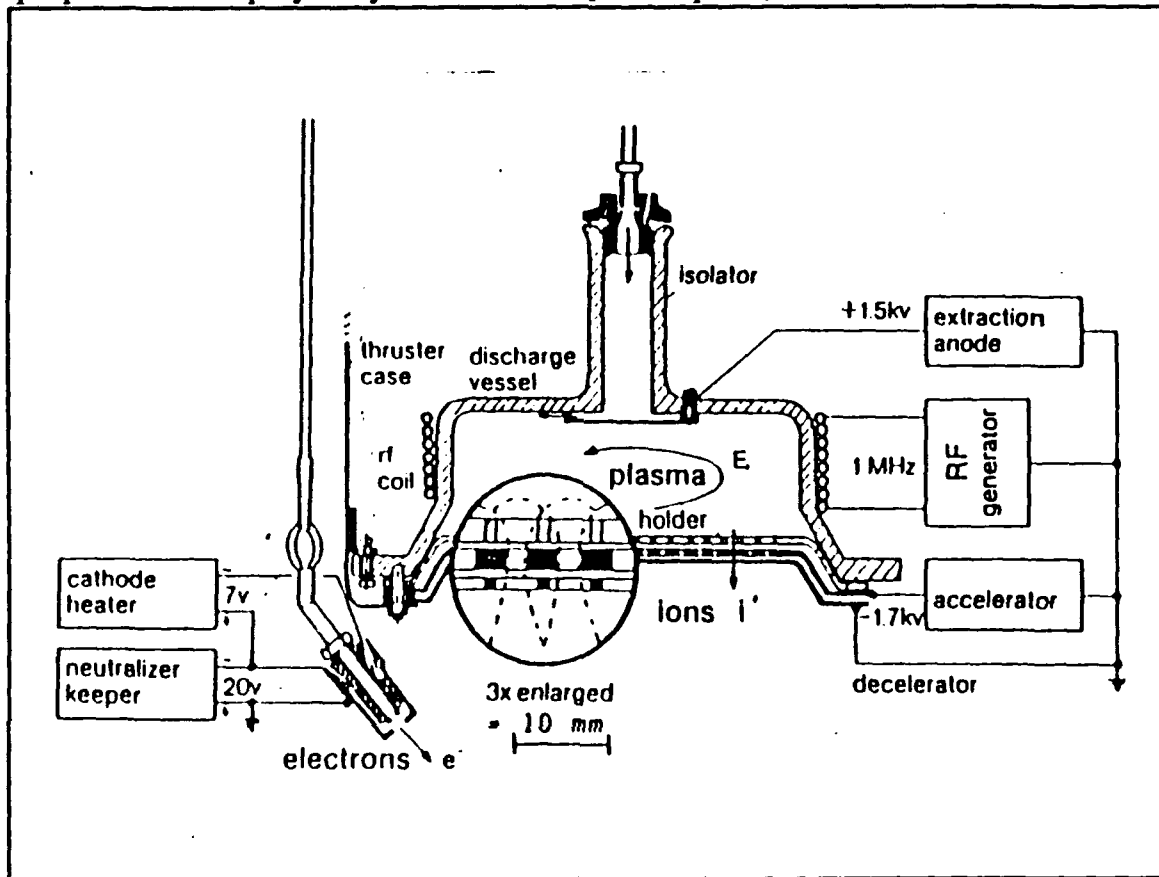 isolator
+1.5kv
extraction
anode
thruster
case
discharge
vessel
rf
coil
plasma
E
1 MHz
RF
generator
holder
cathode
heater
7v
ions i+
-1.7kv
accelerator
neutralizer
keeper
20v
decelerator
3x enlarged
= 10 mm
electrons
e